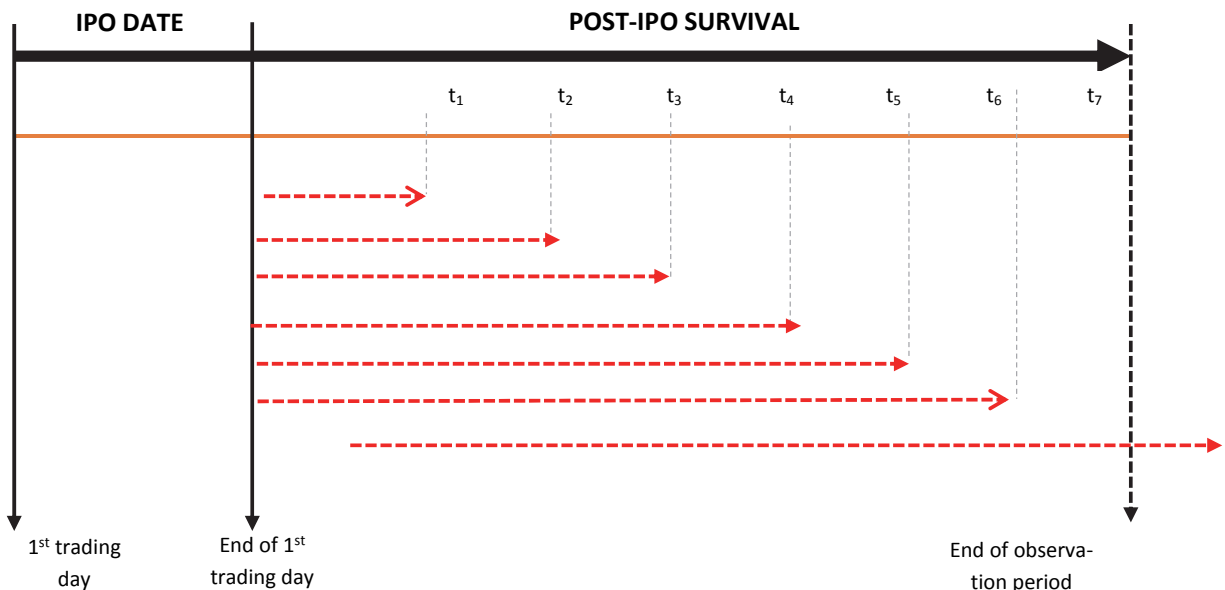 IPO DATE
POST-IPO SURVIVAL
t₁
t₂
t₃
t₄
t₅
t₆
t₇
1ˢᵗ trading
day
End of 1ˢᵗ
trading day
End of observa-
tion period